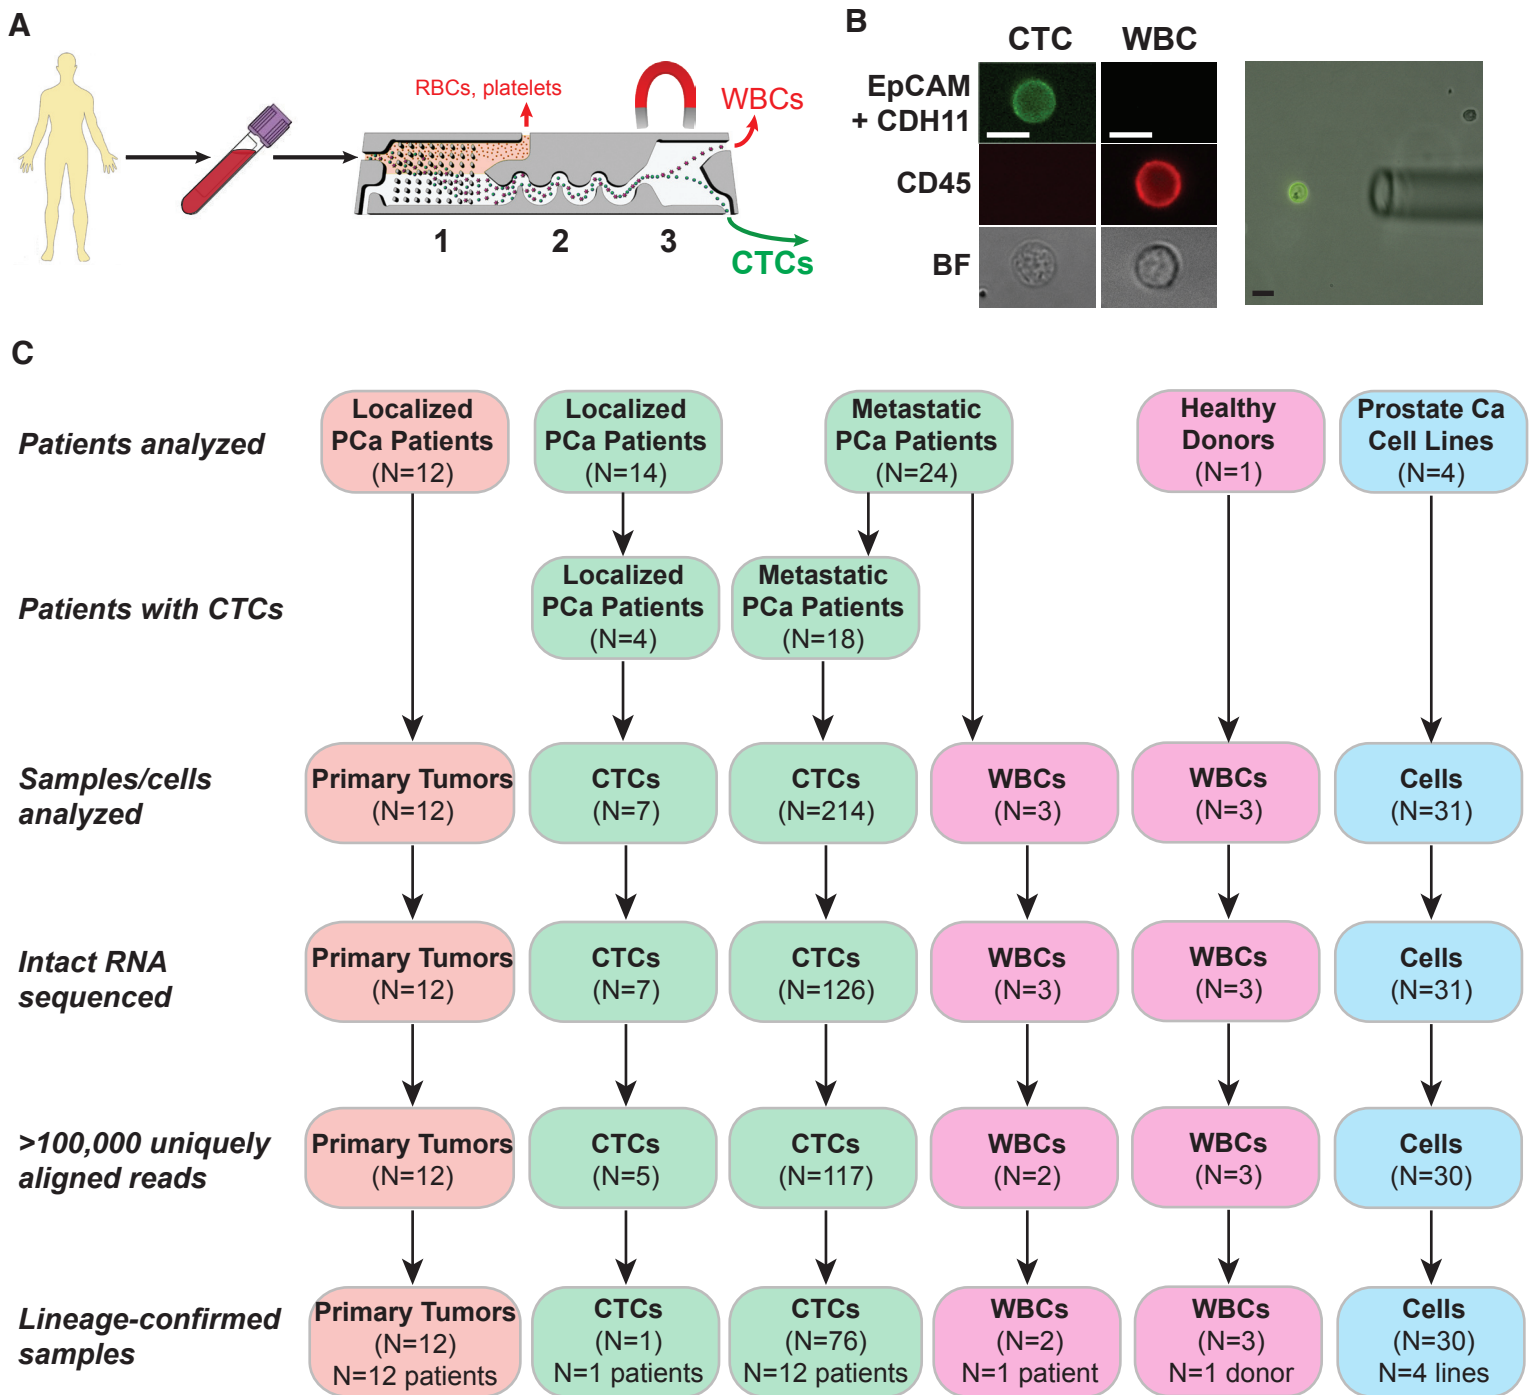 A
RBCs, platelets
WBCs
1
2
3
CTCs
B
CTC
WBC
EpCAM
+ CDH11
CD45
BF
C
Patients analyzed
Localized
PCa Patients
(N=12)
Localized
PCa Patients
(N=14)
Metastatic
PCa Patients
(N=24)
Healthy
Donors
(N=1)
Prostate Ca
Cell Lines
(N=4)
Patients with CTCs
Localized
PCa Patients
(N=4)
Metastatic
PCa Patients
(N=18)
Samples/cells
analyzed
Primary Tumors
(N=12)
CTCs
(N=7)
CTCs
(N=214)
WBCs
(N=3)
WBCs
(N=3)
Cells
(N=31)
Intact RNA
sequenced
Primary Tumors
(N=12)
CTCs
(N=7)
CTCs
(N=126)
WBCs
(N=3)
WBCs
(N=3)
Cells
(N=31)
>100,000 uniquely
aligned reads
Primary Tumors
(N=12)
CTCs
(N=5)
CTCs
(N=117)
WBCs
(N=2)
WBCs
(N=3)
Cells
(N=30)
Lineage-confirmed
samples
Primary Tumors
(N=12)
N=12 patients
CTCs
(N=1)
N=1 patients
CTCs
(N=76)
N=12 patients
WBCs
(N=2)
N=1 patient
WBCs
(N=3)
N=1 donor
Cells
(N=30)
N=4 lines